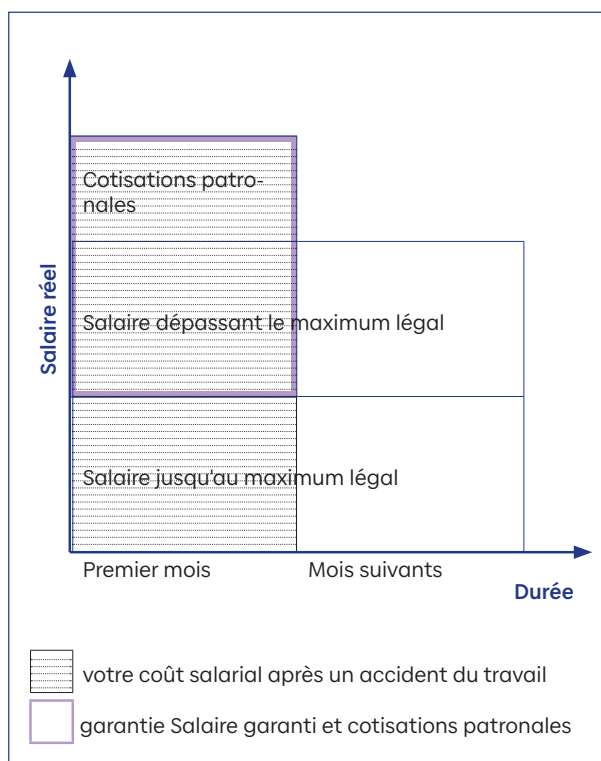 Cotisations patro-
nales
Salaire réel
Salaire dépassant le maximum légal
Salaire jusqu'au maximum légal
Premier mois
Mois suivants
Durée
votre coût salarial après un accident du travail
garantie Salaire garanti et cotisations patronales